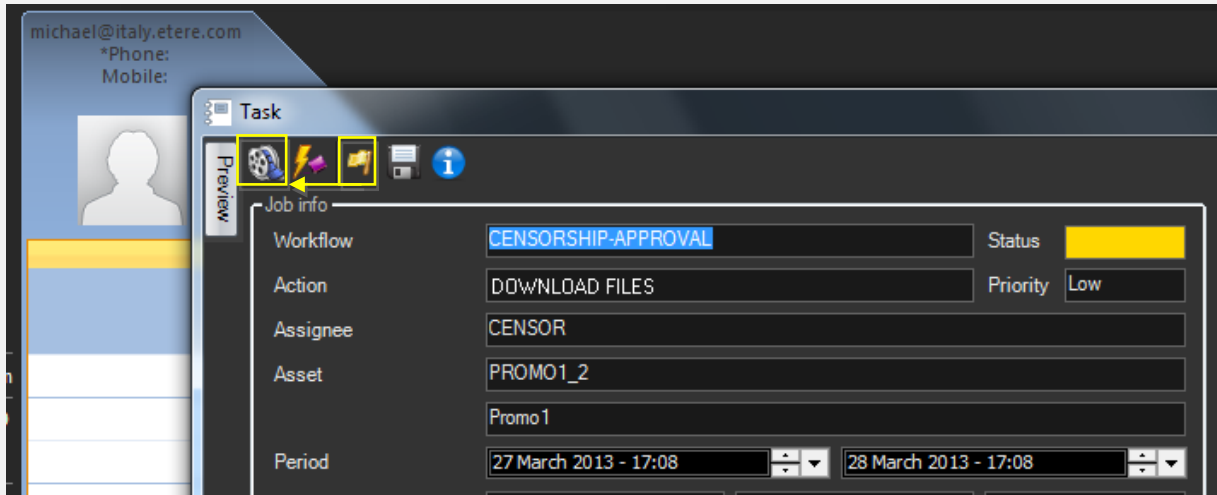 michael@italy.etere.com
*Phone:
Mobile:
Task
Preview
Job info
Workflow CENSORSHIP-APPROVAL Status
Action DOWNLOAD FILES Priority Low
Assignee CENSOR
Asset PROMO1_2
Promo1
Period 27 March 2013 - 17:08 28 March 2013 - 17:08